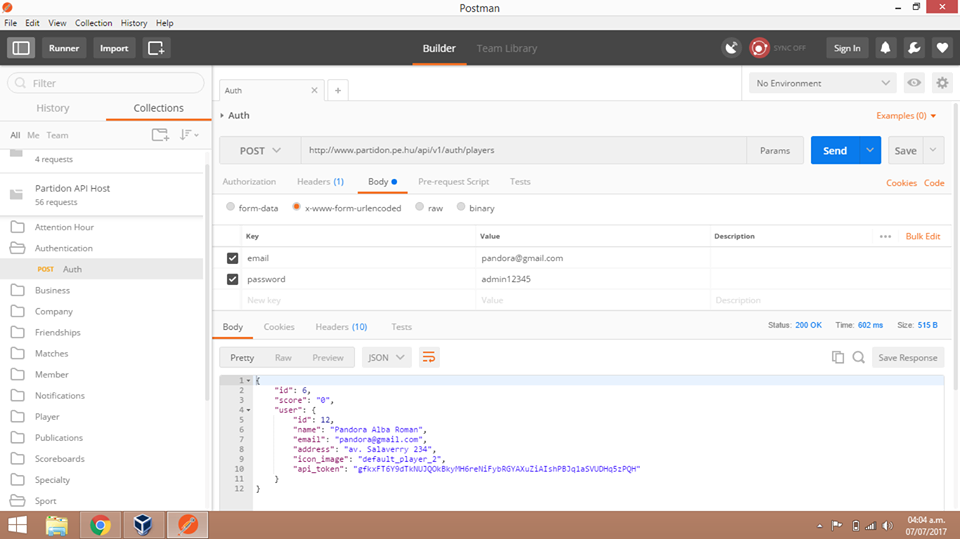 Postman
File Edit View Collection History Help
Runner Import Builder Team Library SYNC OFF Sign In
Filter
History Collections
All Me Team
4 requests
Partidon API Host
56 requests
Attention Hour
Authentication
POST Auth
Business
Company
Friendships
Matches
Member
Notifications
Player
Publications
Scoreboards
Specialty
Sport
Auth
No Environment
Auth
Examples (0)
POST http://www.partidon.pe.hu/api/v1/auth/players Params Send Save
Authorization Headers (1) Body Pre-request Script Tests Cookies Code
form-data x-www-form-urlencoded raw binary
Key Value Description ••• Bulk Edit
email pandora@gmail.com
password admin12345
New key Value Description
Body Cookies Headers (10) Tests Status: 200 OK Time: 602 ms Size: 515 B
Pretty Raw Preview JSON Save Response
1 {
2 "id": 6,
3 "score": "0",
4 "user": {
5 "id": 12,
6 "name": "Pandora Alba Roman",
7 "email": "pandora@gmail.com",
8 "address": "av. Salaverry 234",
9 "icon_image": "default_player_2",
10 "api_token": "gfkxFT6Y9dTkNUJQOkBkyMH6reNiFybRGYAXuZiAIshPBJq1aSVUDHq5zPQH"
11 }
12 }
04:04 a.m.
07/07/2017